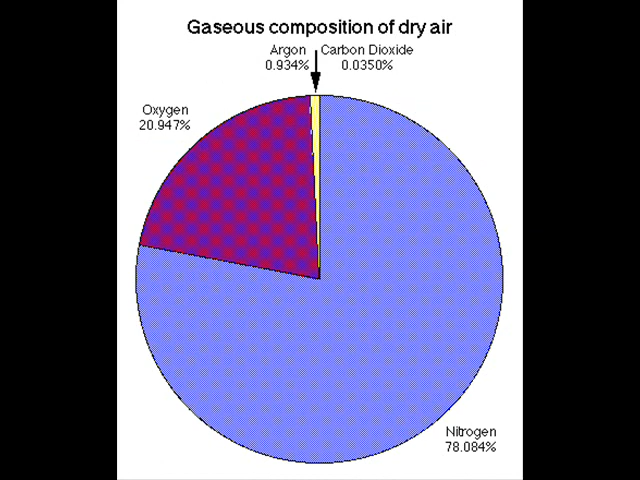 Gaseous composition of dry air
Argon
0.934%
Carbon Dioxide
0.0350%
Oxygen
20.947%
Nitrogen
78.084%